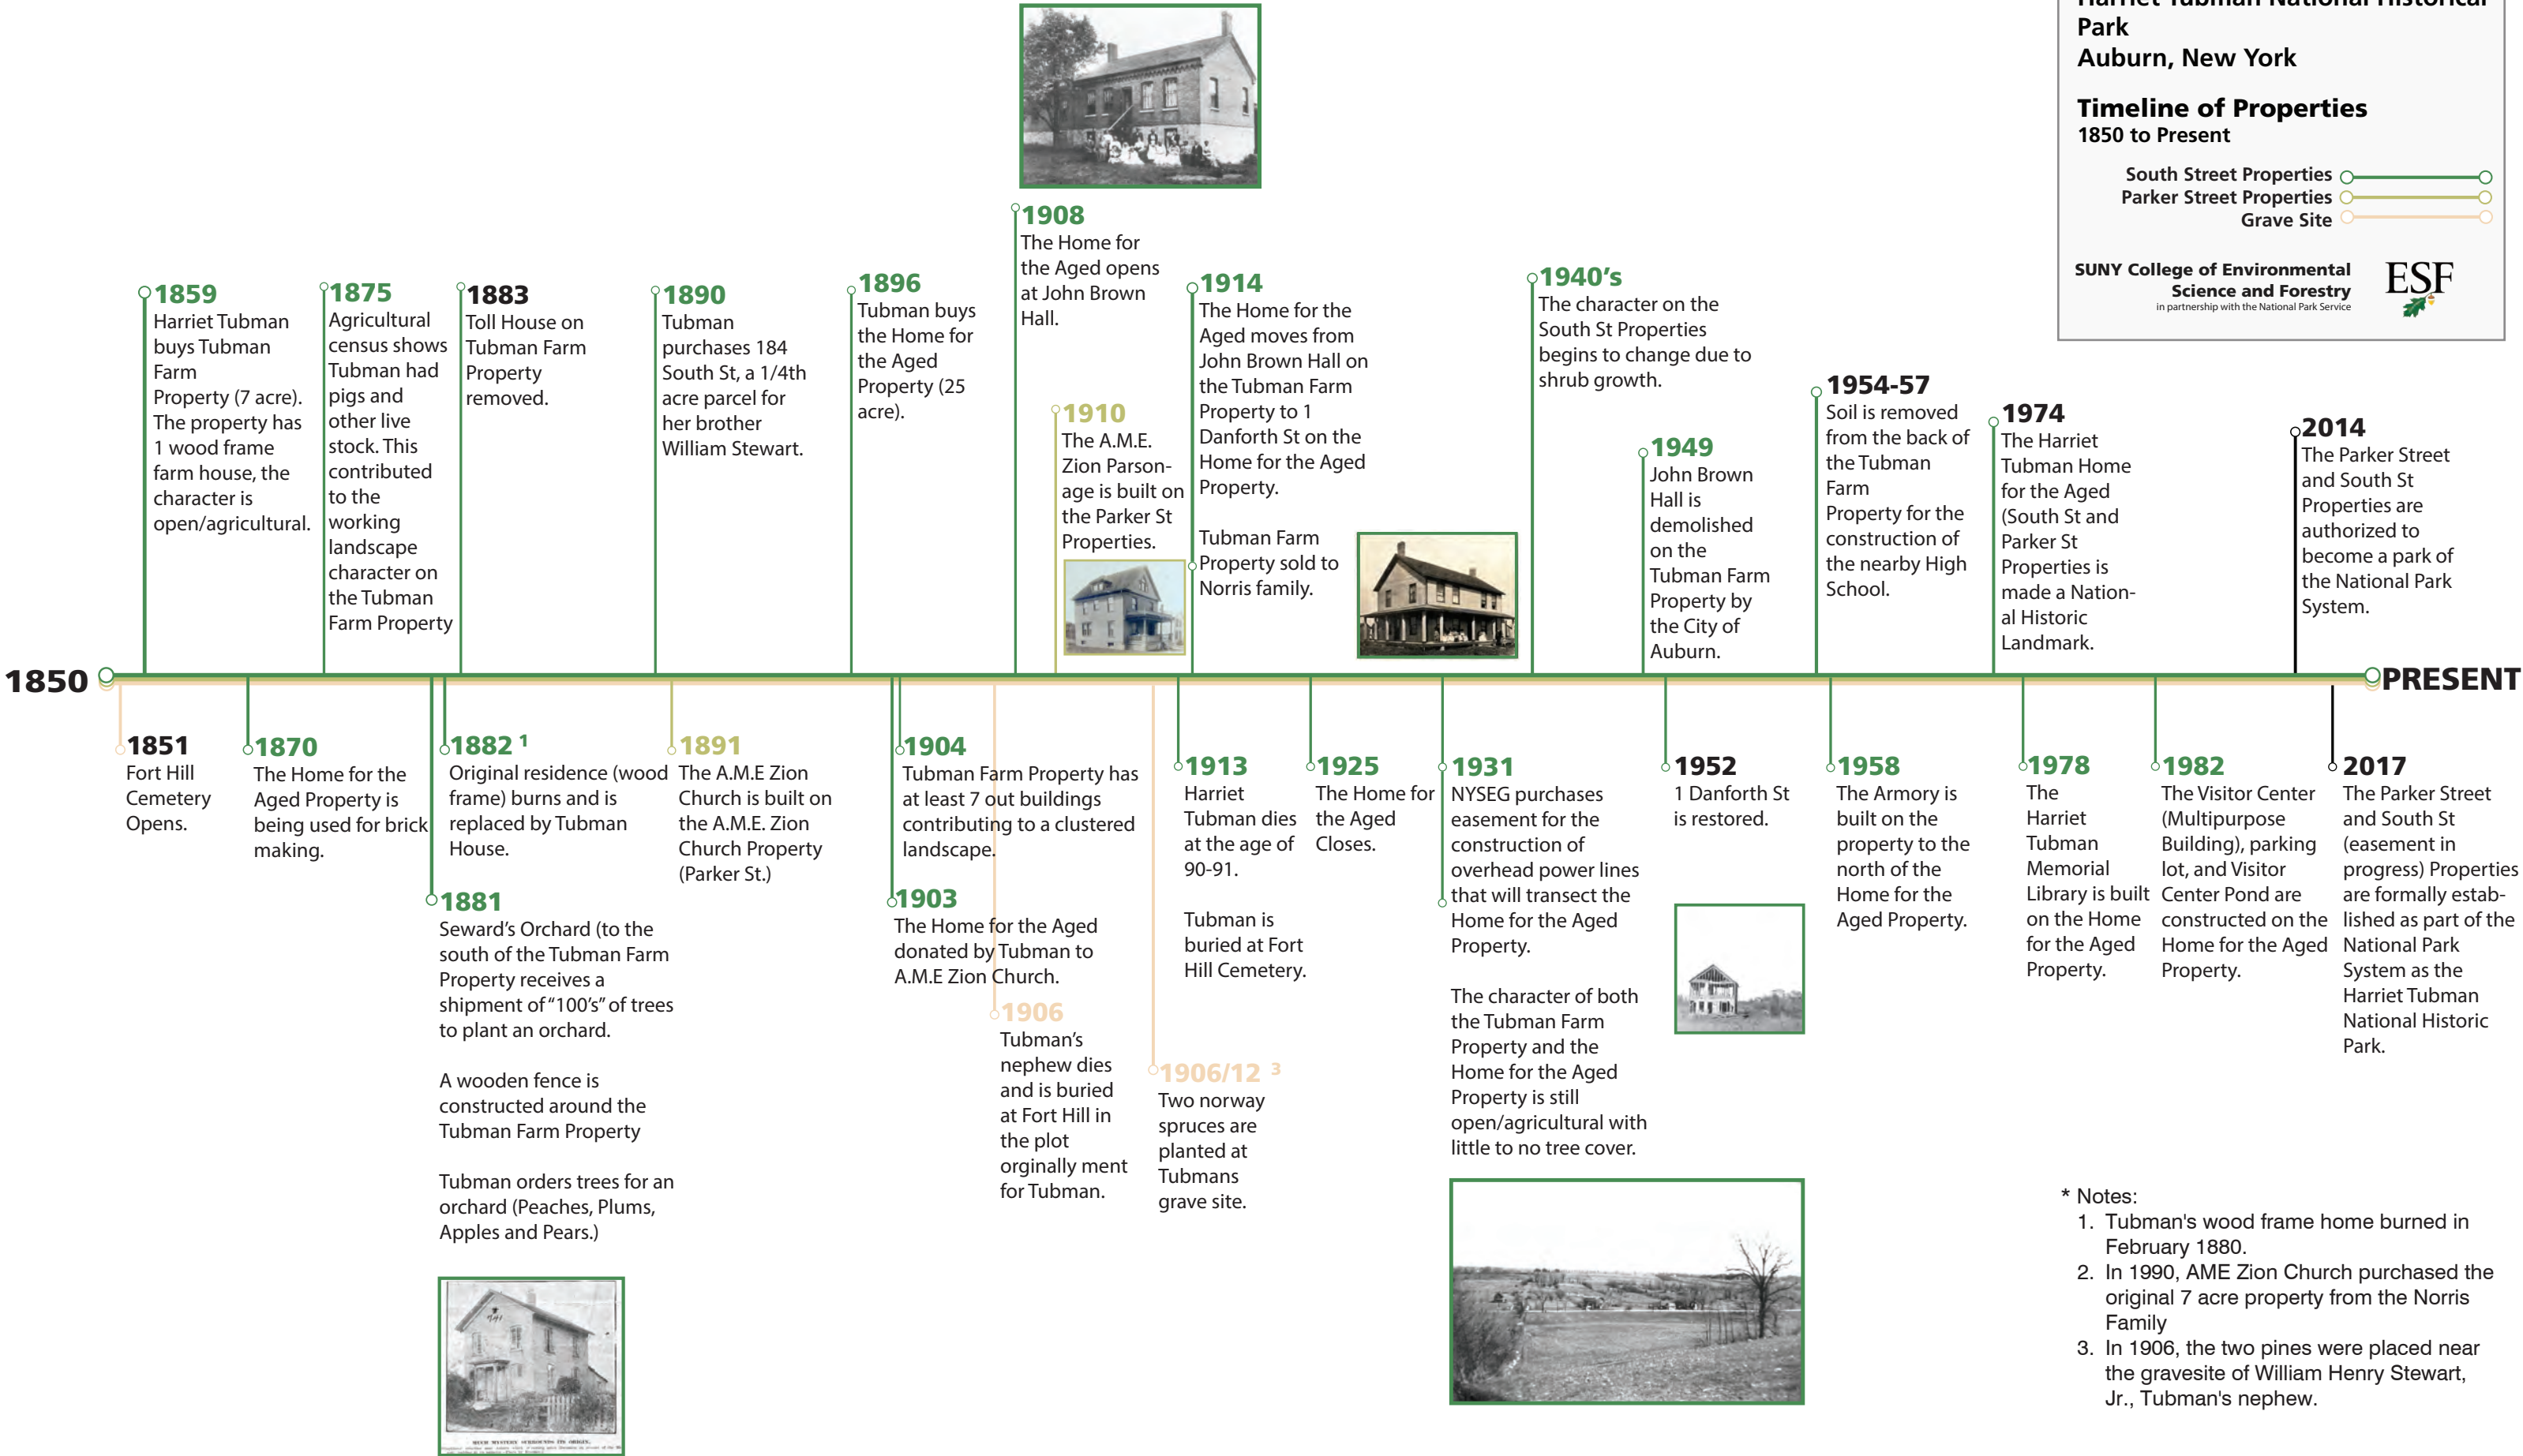 Harriet Tubman National Historical
Park
Auburn, New York
Timeline of Properties
1850 to Present
South Street Properties
Parker Street Properties
Grave Site
SUNY College of Environmental
Science and Forestry
in partnership with the National Park Service
ESF
1908
The Home for
the Aged opens
at John Brown
Hall.
1859
Harriet Tubman
buys Tubman
Farm
Property (7 acre).
The property has
1 wood frame
farm house, the
character is
open/agricultural.
1875
Agricultural
census shows
Tubman had
pigs and
other live
stock. This
contributed
to the
working
landscape
character on
the Tubman
Farm Property
1883
Toll House on
Tubman Farm
Property
removed.
1890
Tubman
purchases 184
South St, a 1/4th
acre parcel for
her brother
William Stewart.
1896
Tubman buys
the Home for
the Aged
Property (25
acre).
1910
The A.M.E.
Zion Parson-
age is built on
the Parker St
Properties.
1914
The Home for the
Aged moves from
John Brown Hall on
the Tubman Farm
Property to 1
Danforth St on the
Home for the Aged
Property.
Tubman Farm
Property sold to
Norris family.
1940's
The character on the
South St Properties
begins to change due to
shrub growth.
1949
John Brown
Hall is
demolished
on the
Tubman Farm
Property by
the City of
Auburn.
1954-57
Soil is removed
from the back of
the Tubman
Farm
Property for the
construction of
the nearby High
School.
1974
The Harriet
Tubman Home
for the Aged
(South St and
Parker St
Properties is
made a Nation-
al Historic
Landmark.
2014
The Parker Street
and South St
Properties are
authorized to
become a park of
the National Park
System.
1850
PRESENT
1851
Fort Hill
Cemetery
Opens.
1870
The Home for the
Aged Property is
being used for brick
making.
1882 1
Original residence (wood
frame) burns and is
replaced by Tubman
House.
1881
Seward's Orchard (to the
south of the Tubman Farm
Property receives a
shipment of "100's" of trees
to plant an orchard.
A wooden fence is
constructed around the
Tubman Farm Property
Tubman orders trees for an
orchard (Peaches, Plums,
Apples and Pears.)
MUCH MYSTERY SURROUNDS ITS ORIGIN.
1891
The A.M.E Zion
Church is built on
the A.M.E. Zion
Church Property
(Parker St.)
1904
Tubman Farm Property has
at least 7 out buildings
contributing to a clustered
landscape.
1903
The Home for the Aged
donated by Tubman to
A.M.E Zion Church.
1906
Tubman's
nephew dies
and is buried
at Fort Hill in
the plot
orginally ment
for Tubman.
1906/12 3
Two norway
spruces are
planted at
Tubmans
grave site.
1913
Harriet
Tubman dies
at the age of
90-91.
Tubman is
buried at Fort
Hill Cemetery.
1925
The Home for
the Aged
Closes.
1931
NYSEG purchases
easement for the
construction of
overhead power lines
that will transect the
Home for the Aged
Property.
The character of both
the Tubman Farm
Property and the
Home for the Aged
Property is still
open/agricultural with
little to no tree cover.
1952
1 Danforth St
is restored.
1958
The Armory is
built on the
property to the
north of the
Home for the
Aged Property.
1978
The
Harriet
Tubman
Memorial
Library is built
on the Home
for the Aged
Property.
1982
The Visitor Center
(Multipurpose
Building), parking
lot, and Visitor
Center Pond are
constructed on the
Home for the Aged
Property.
2017
The Parker Street
and South St
(easement in
progress) Properties
are formally estab-
lished as part of the
National Park
System as the
Harriet Tubman
National Historic
Park.
* Notes:
1. Tubman's wood frame home burned in
February 1880.
2. In 1990, AME Zion Church purchased the
original 7 acre property from the Norris
Family
3. In 1906, the two pines were placed near
the gravesite of William Henry Stewart,
Jr., Tubman's nephew.